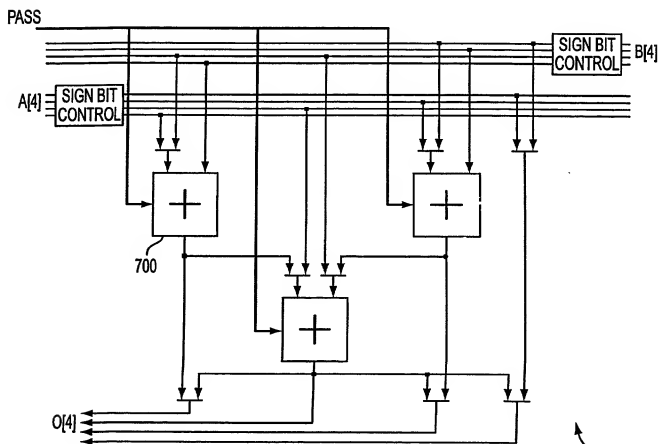 PASS
SIGN BIT
CONTROL
B[4]
A[4]
SIGN BIT
CONTROL
+
+
700
+
O[4]